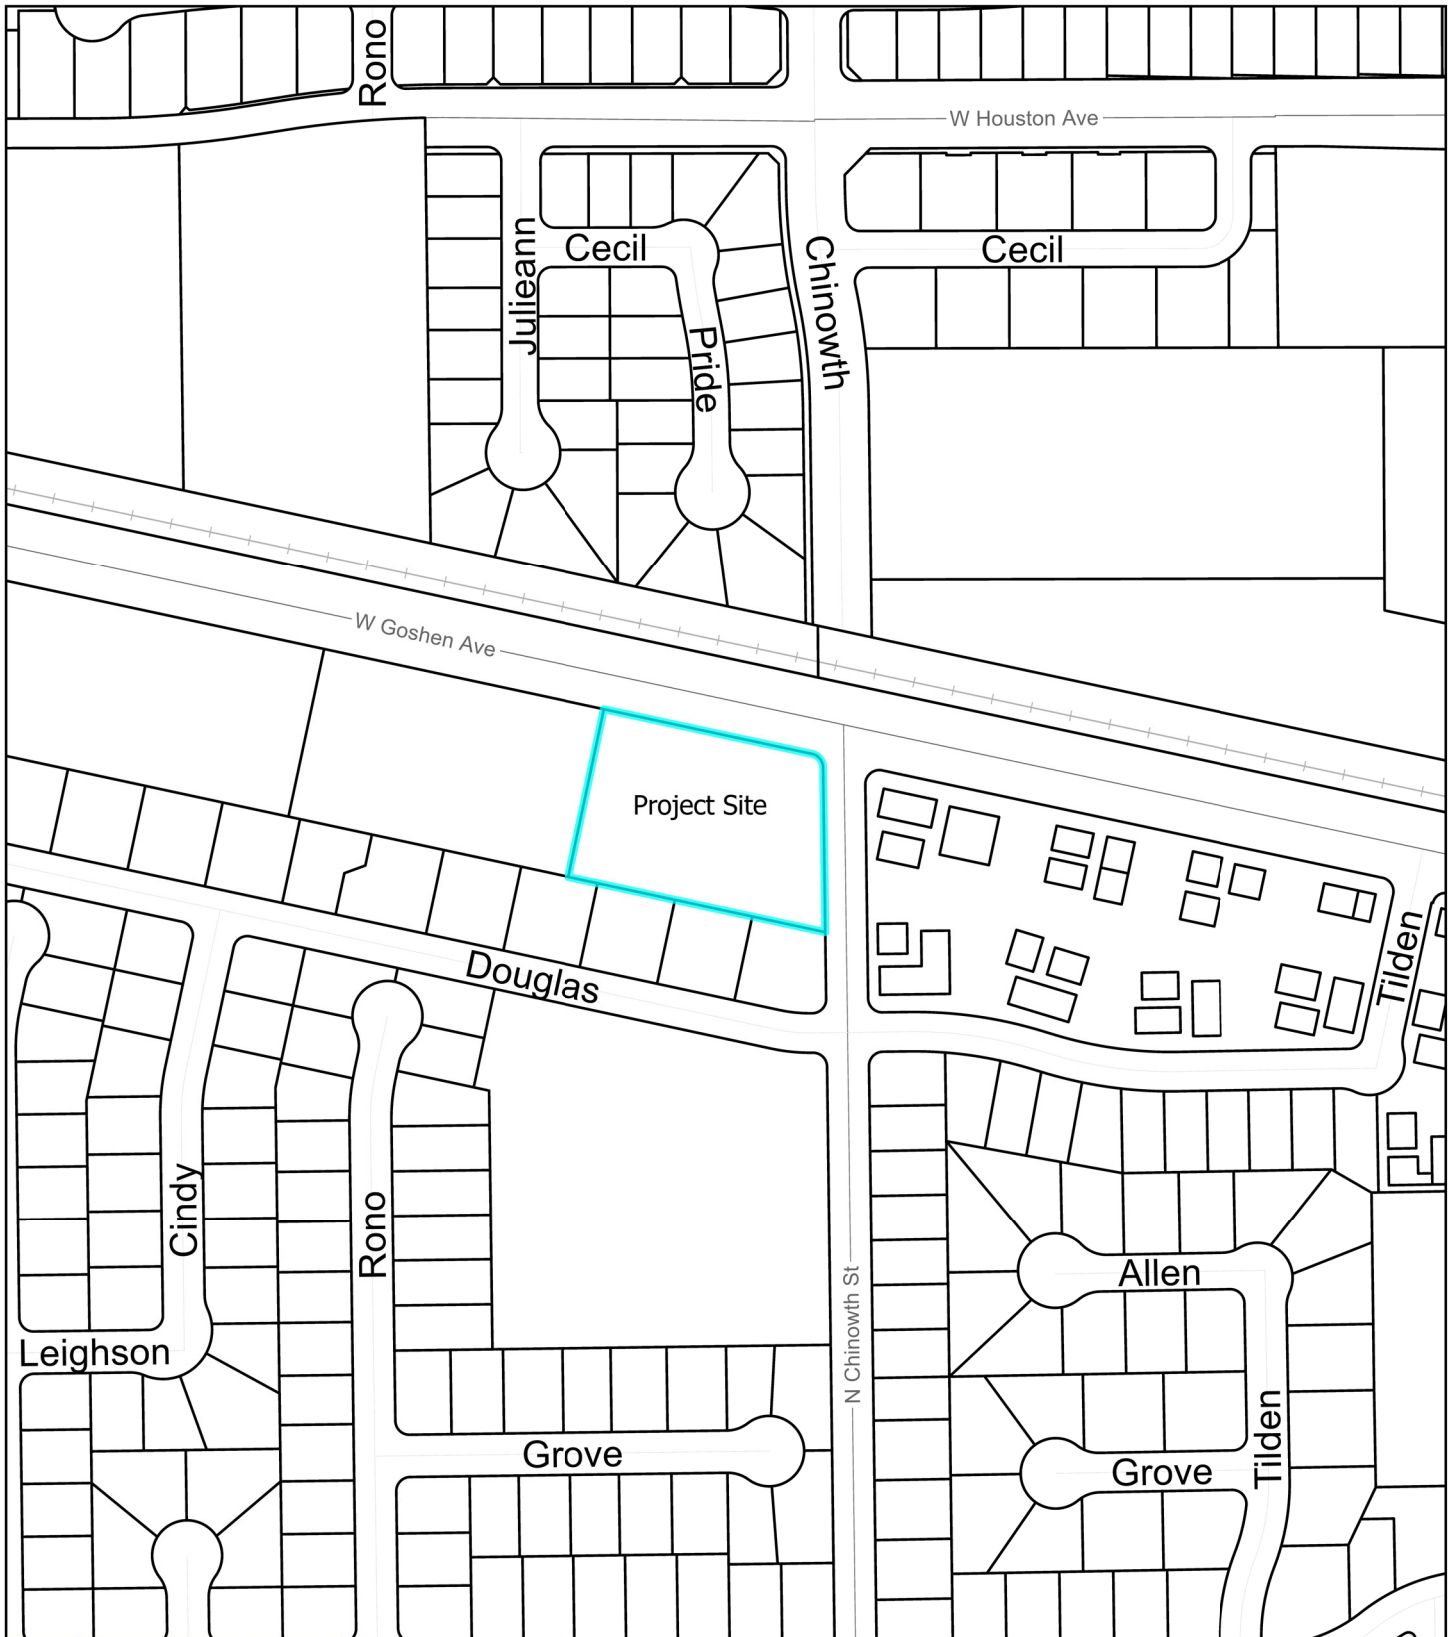 Rono
W Houston Ave
Julieann
Cecil
Chinowth
Cecil
Pride
W Goshen Ave
Project Site
Tilden
Douglas
Cindy
Rono
Allen
N Chinowth St
Leighson
Grove
Grove
Tilden